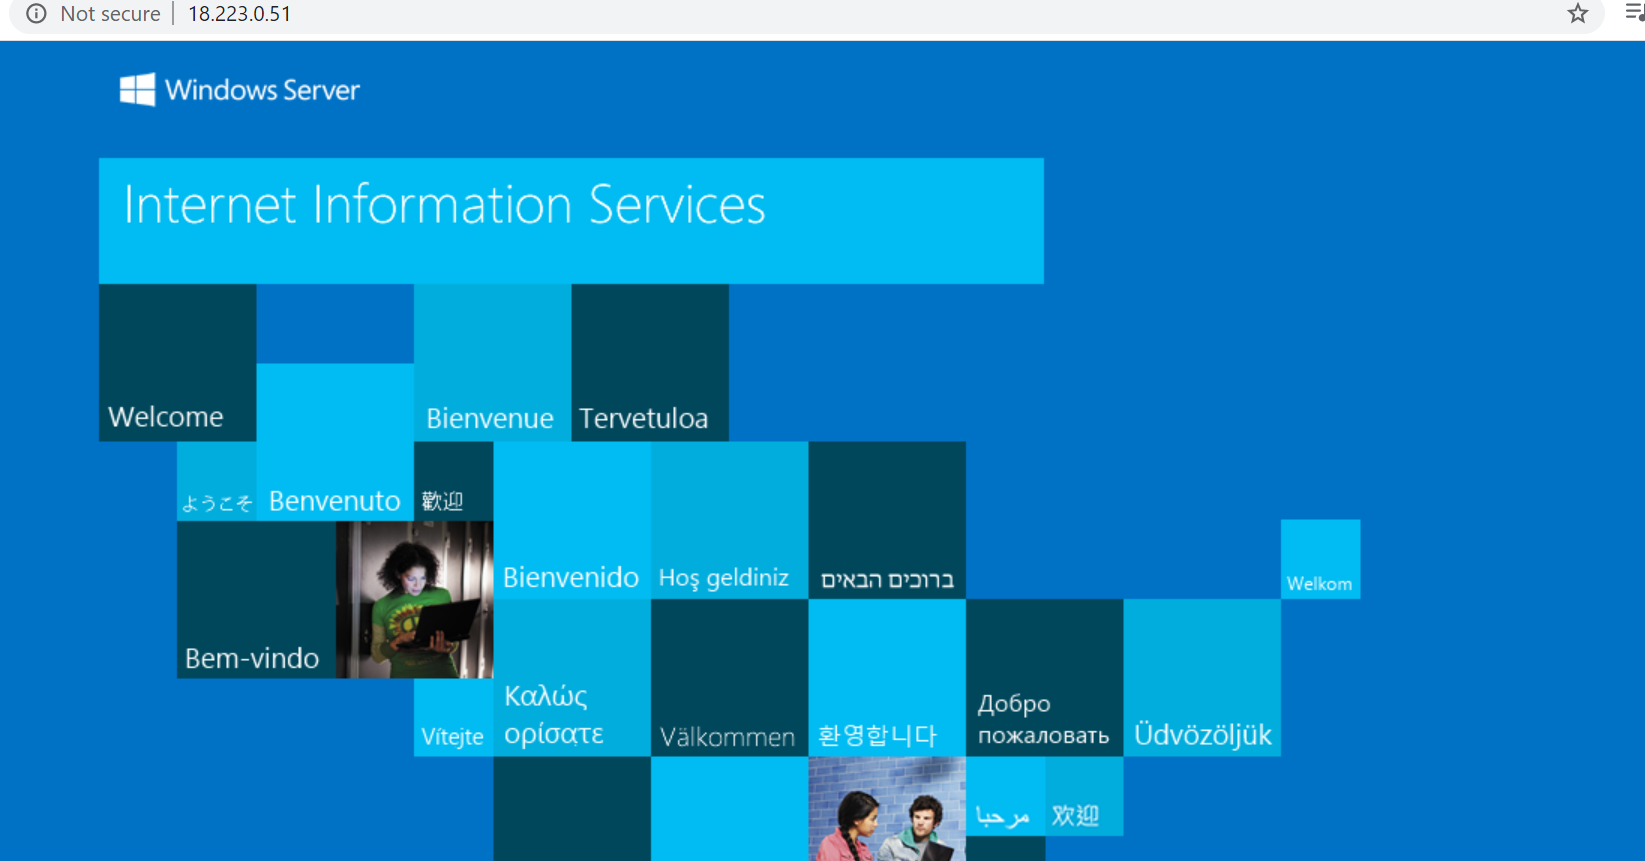 Not secure | 18.223.0.51
Windows Server
Internet Information Services
Welcome
Bienvenue
Tervetuloa
ようこそ
Benvenuto
歡迎
Bienvenido
Hoş geldiniz
ברוכים הבאים
Welkom
Bem-vindo
Vítejte
Καλώς
ορίσατε
Välkommen
환영합니다
Добро
пожаловать
Üdvözöljük
مرحبا
欢迎